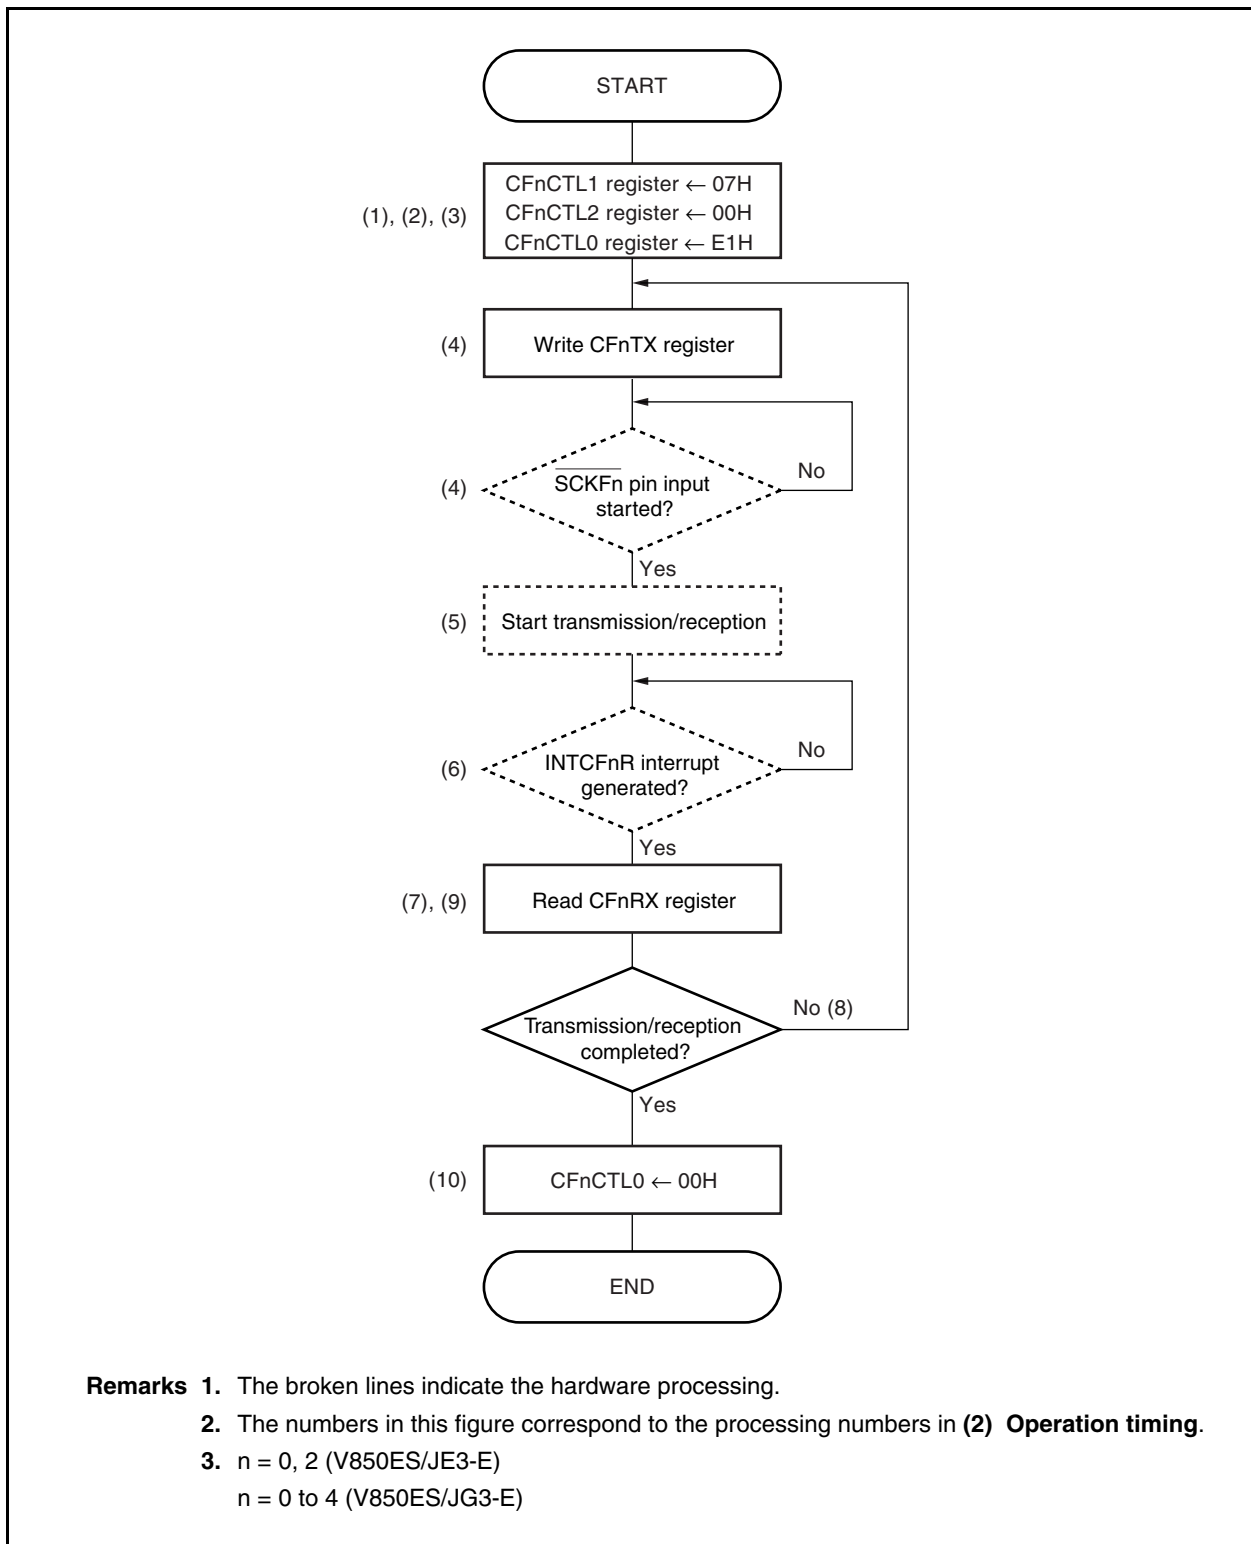 START
CFnCTL1 register ← 07H
(1), (2), (3) CFnCTL2 register ← 00H
CFnCTL0 register ← E1H
(4) Write CFnTX register
(4) S̅C̅K̅F̅n̅ pin input No
started?
Yes
(5) Start transmission/reception
(6) INTCFnR interrupt No
generated?
Yes
(7), (9) Read CFnRX register
Transmission/reception No (8)
completed?
Yes
(10) CFnCTL0 ← 00H
END
Remarks 1. The broken lines indicate the hardware processing.
2. The numbers in this figure correspond to the processing numbers in (2) Operation timing.
3. n = 0, 2 (V850ES/JE3-E)
n = 0 to 4 (V850ES/JG3-E)